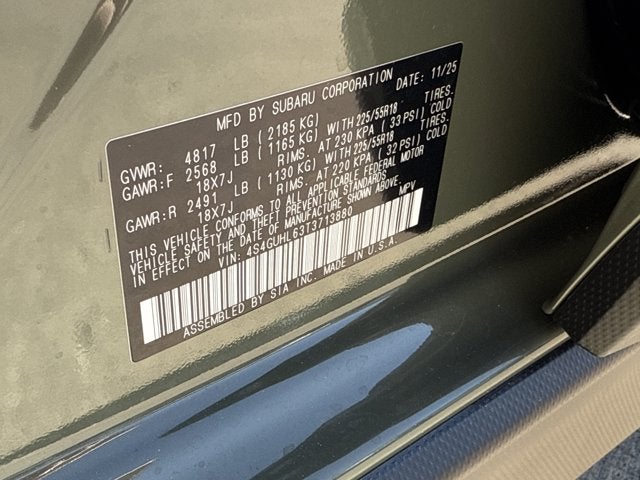 MFD BY SUBARU CORPORATION DATE: 11/25
GVWR: 4817 LB (2185 KG)
GAWR:F 2568 LB (1165 KG) WITH 225/55R18 TIRES.
18X7J RIMS. AT 230 KPA (33 PSI) COLD
GAWR:R 2491 LB (1130 KG) WITH 225/55R18 TIRES.
18X7J RIMS. AT 220 KPA (32 PSI) COLD
THIS VEHICLE CONFORMS TO ALL APPLICABLE FEDERAL MOTOR
VEHICLE SAFETY AND THEFT PREVENTION STANDARDS
IN EFFECT ON THE DATE OF MANUFACTURE SHOWN ABOVE.
VIN: 4S4GUHL63T3713880 MPV
ASSEMBLED BY SIA INC. MADE IN U.S.A.